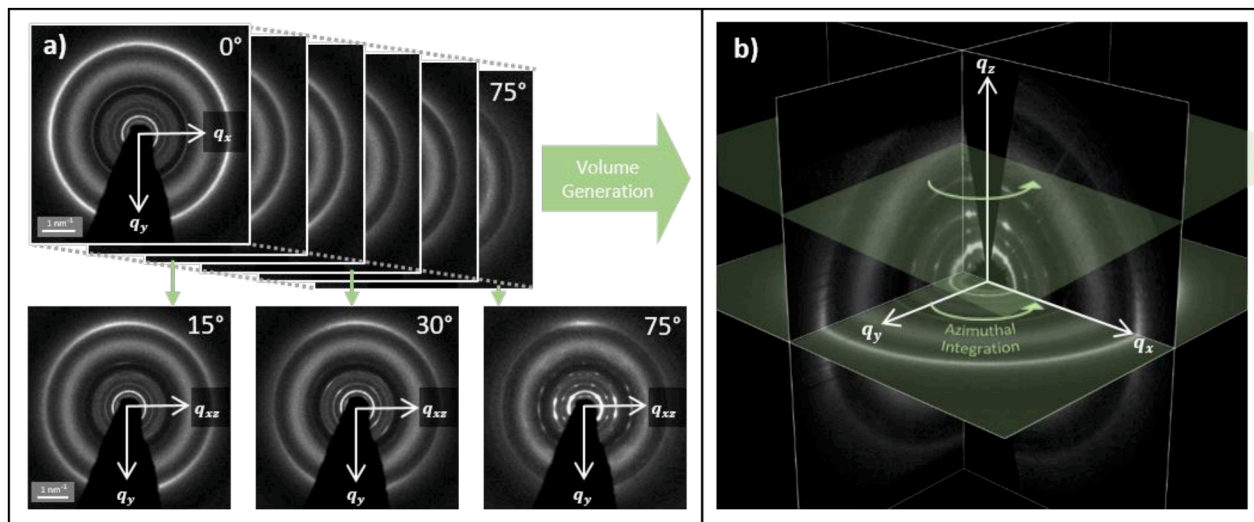 a)
0°
75°
q_x
q_y
1 nm⁻¹
15°
q_xz
q_y
1 nm⁻¹
30°
q_xz
q_y
75°
q_xz
q_y
Volume
Generation
b)
q_z
q_y
q_x
Azimuthal
Integration